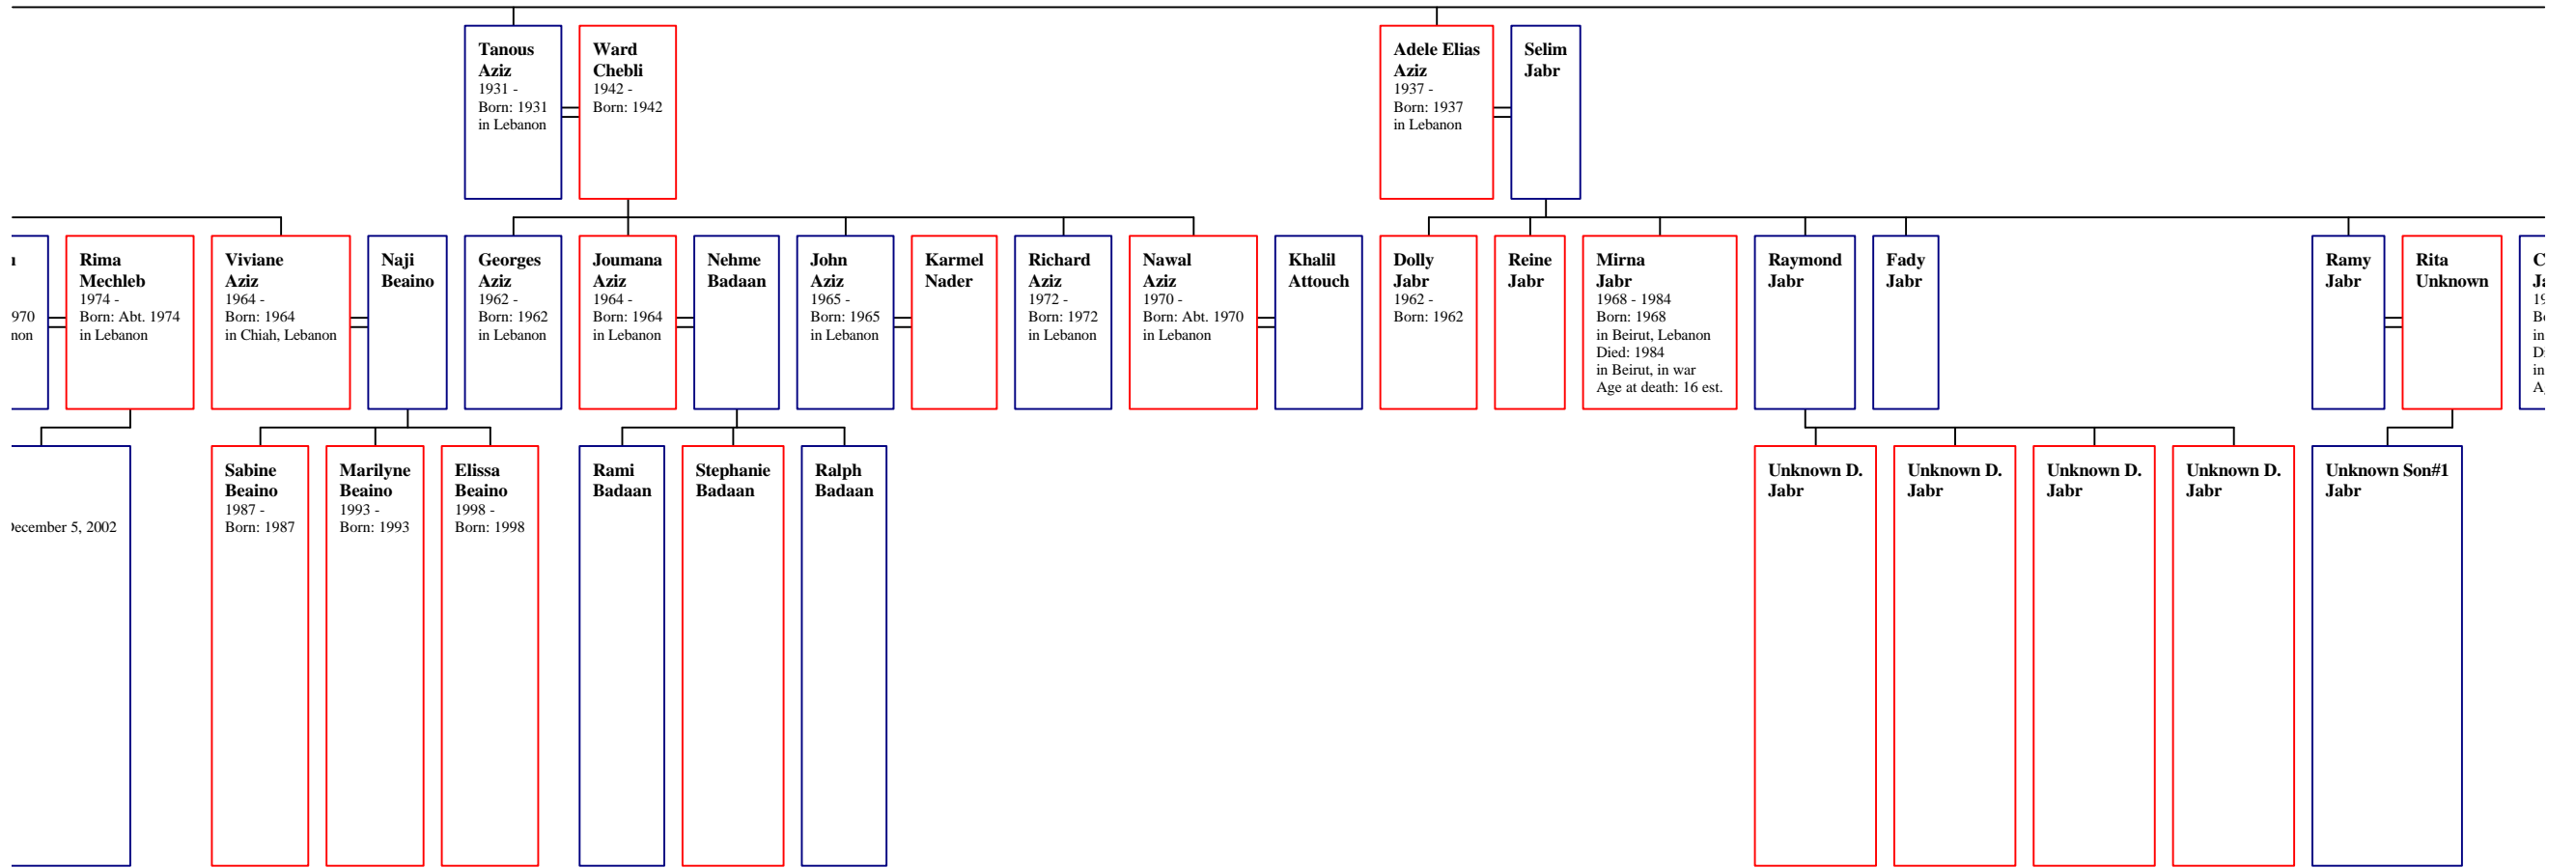 Tanous
Aziz
1931 -
Born: 1931
in Lebanon
Ward
Chebli
1942 -
Born: 1942
Adele Elias
Aziz
1937 -
Born: 1937
in Lebanon
Selim
Jabr
970
non
Rima
Mechleb
1974 -
Born: Abt. 1974
in Lebanon
Viviane
Aziz
1964 -
Born: 1964
in Chiah, Lebanon
Naji
Beaino
Georges
Aziz
1962 -
Born: 1962
in Lebanon
Joumana
Aziz
1964 -
Born: 1964
in Lebanon
Nehme
Badaan
John
Aziz
1965 -
Born: 1965
in Lebanon
Karmel
Nader
Richard
Aziz
1972 -
Born: 1972
in Lebanon
Nawal
Aziz
1970 -
Born: Abt. 1970
in Lebanon
Khalil
Attouch
Dolly
Jabr
1962 -
Born: 1962
Reine
Jabr
Mirna
Jabr
1968 - 1984
Born: 1968
in Beirut, Lebanon
Died: 1984
in Beirut, in war
Age at death: 16 est.
Raymond
Jabr
Fady
Jabr
Ramy
Jabr
Rita
Unknown
C
19
in
in
December 5, 2002
Sabine
Beaino
1987 -
Born: 1987
Marilyne
Beaino
1993 -
Born: 1993
Elissa
Beaino
1998 -
Born: 1998
Rami
Badaan
Stephanie
Badaan
Ralph
Badaan
Unknown D.
Jabr
Unknown D.
Jabr
Unknown D.
Jabr
Unknown D.
Jabr
Unknown Son#1
Jabr